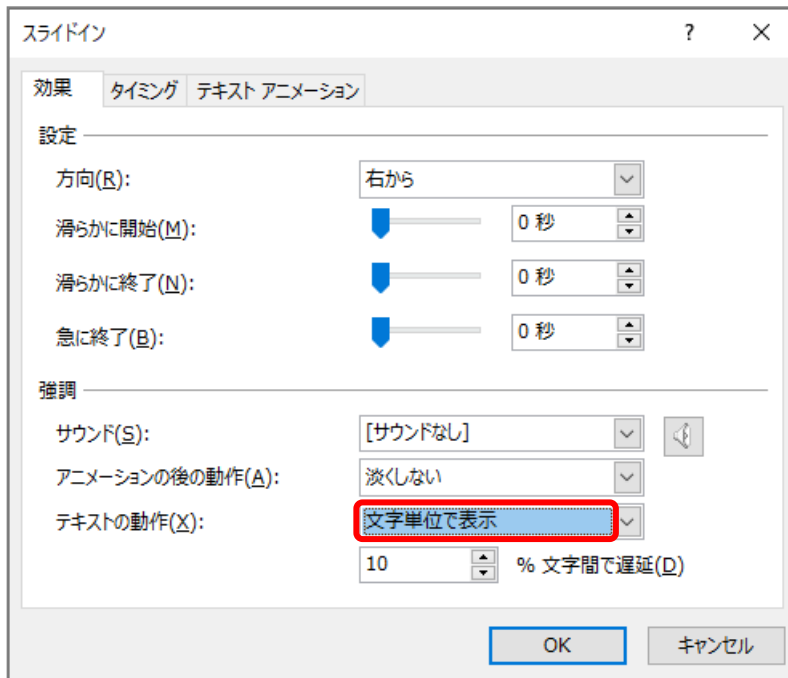 スライドイン ? ×
効果 タイミング テキスト アニメーション
設定
方向(R): 右から
滑らかに開始(M): 0 秒
滑らかに終了(N): 0 秒
急に終了(B): 0 秒
強調
サウンド(S): [サウンドなし]
アニメーションの後の動作(A): 淡くしない
テキストの動作(X): 文字単位で表示
10 % 文字間で遅延(D)
OK キャンセル